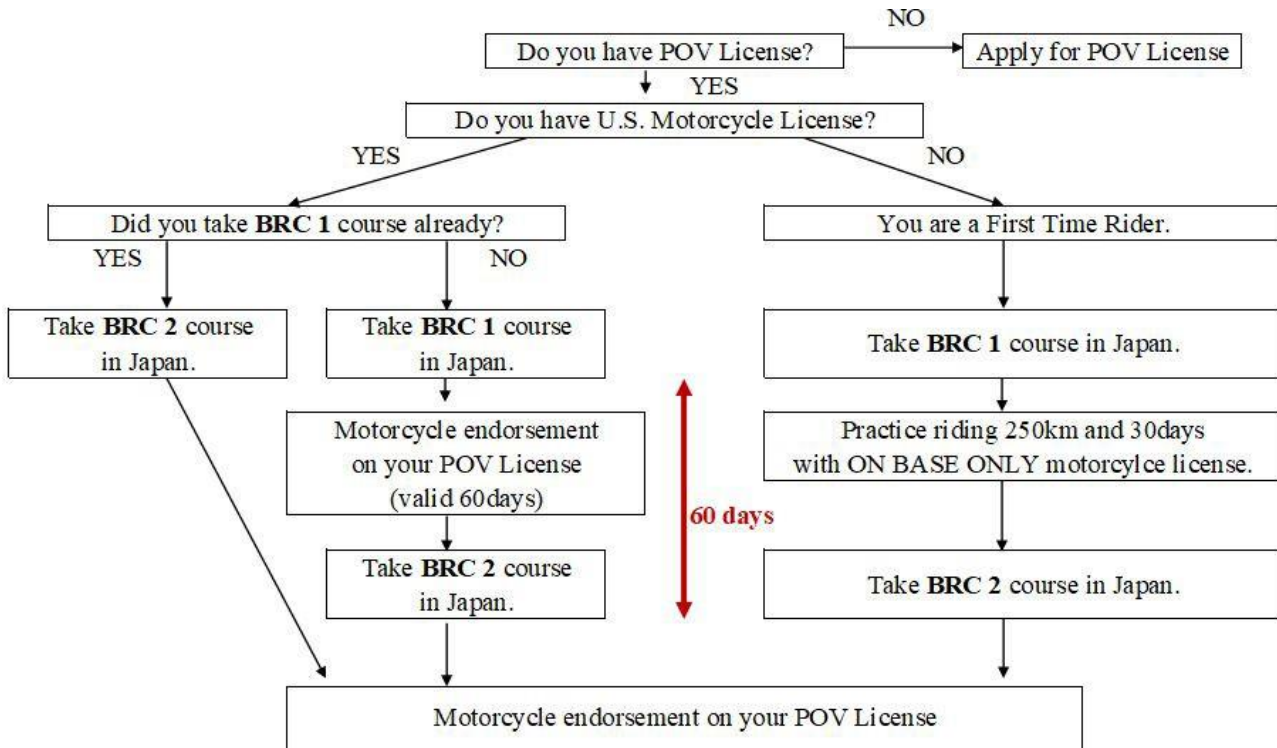 Do you have POV License?
NO
Apply for POV License
YES
Do you have U.S. Motorcycle License?
YES
NO
Did you take BRC 1 course already?
You are a First Time Rider.
YES
NO
Take BRC 2 course
in Japan.
Take BRC 1 course
in Japan.
Take BRC 1 course in Japan.
Motorcycle endorsement
on your POV License
(valid 60days)
Practice riding 250km and 30days
with ON BASE ONLY motorcylce license.
60 days
Take BRC 2 course
in Japan.
Take BRC 2 course in Japan.
Motorcycle endorsement on your POV License